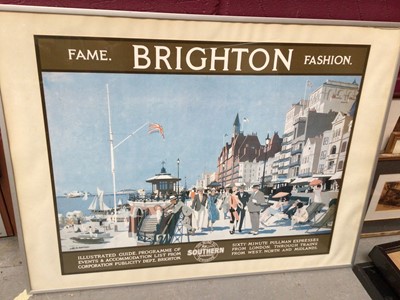 FAME. BRIGHTON FASHION.
ILLUSTRATED GUIDE, PROGRAMME OF
EVENTS & ACCOMMODATION LIST FROM
CORPORATION PUBLICITY DEPT, BRIGHTON.
SOUTHERN
SIXTY MINUTE PULLMAN EXPRESSES
FROM LONDON. THROUGH TRAINS
FROM WEST NORTH AND MIDLANDS.